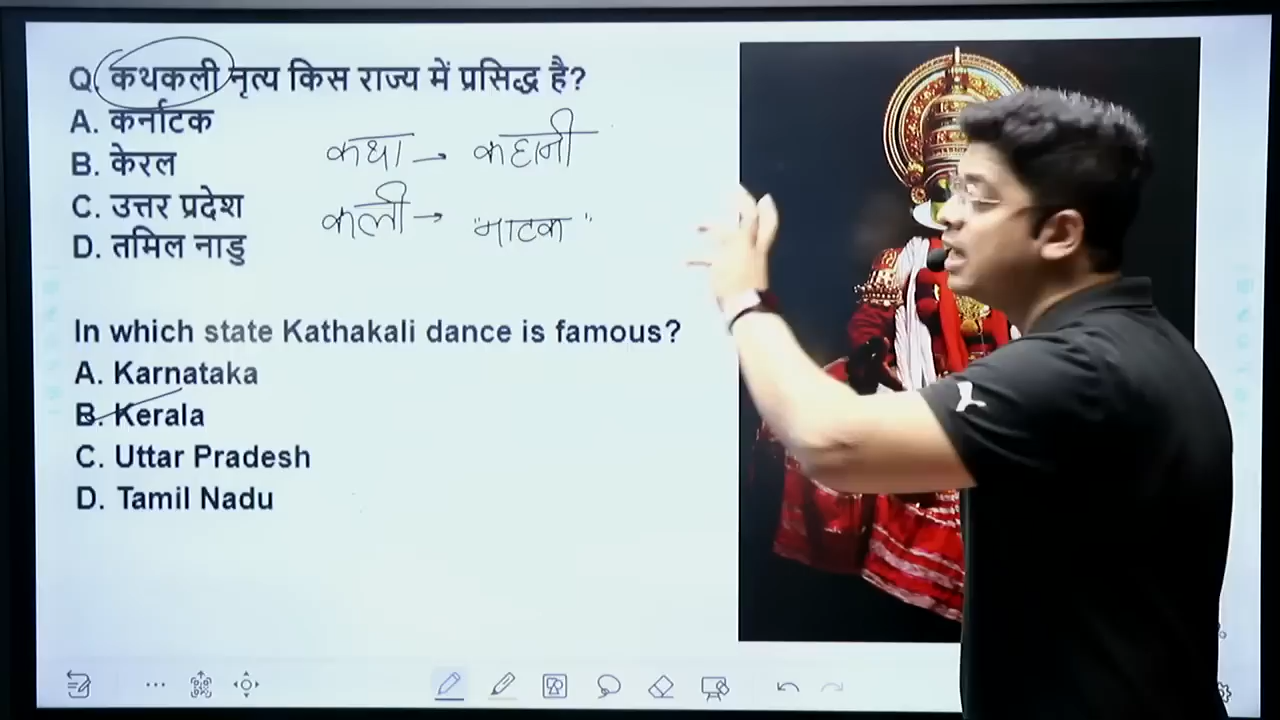 Q. कथकली नृत्य किस राज्य में प्रसिद्ध है?
A. कर्नाटक
B. केरल
C. उत्तर प्रदेश
D. तमिल नाडु
कथा → कहानी
कली → "नाटक"
In which state Kathakali dance is famous?
A. Karnataka
B. Kerala
C. Uttar Pradesh
D. Tamil Nadu